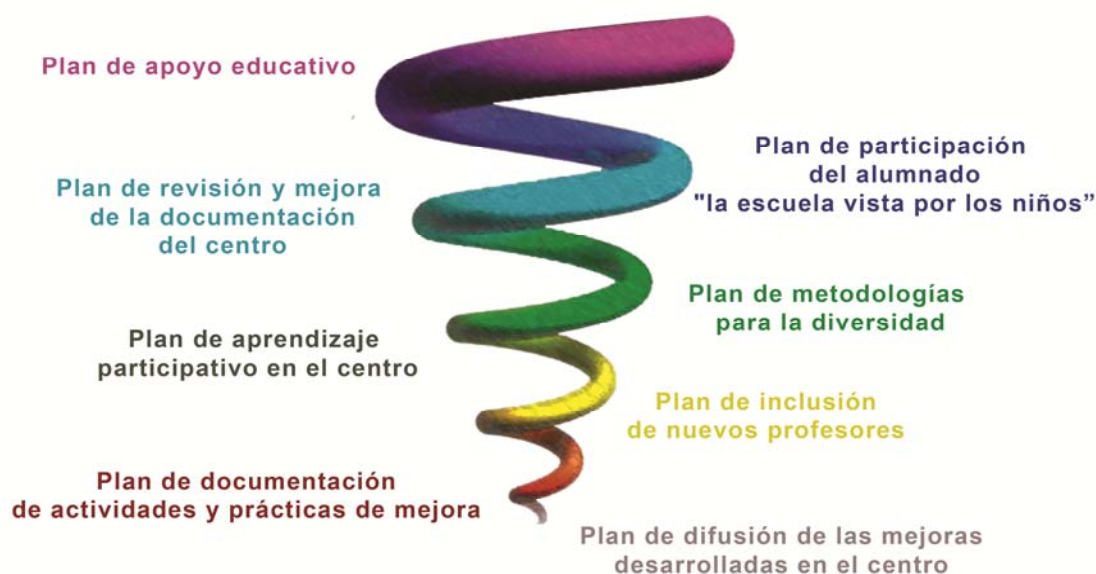 Plan de apoyo educativo
Plan de participación
del alumnado
"la escuela vista por los niños”
Plan de revisión y mejora
de la documentación
del centro
Plan de metodologías
para la diversidad
Plan de aprendizaje
participativo en el centro
Plan de inclusión
de nuevos profesores
Plan de documentación
de actividades y prácticas de mejora
Plan de difusión de las mejoras
desarrolladas en el centro